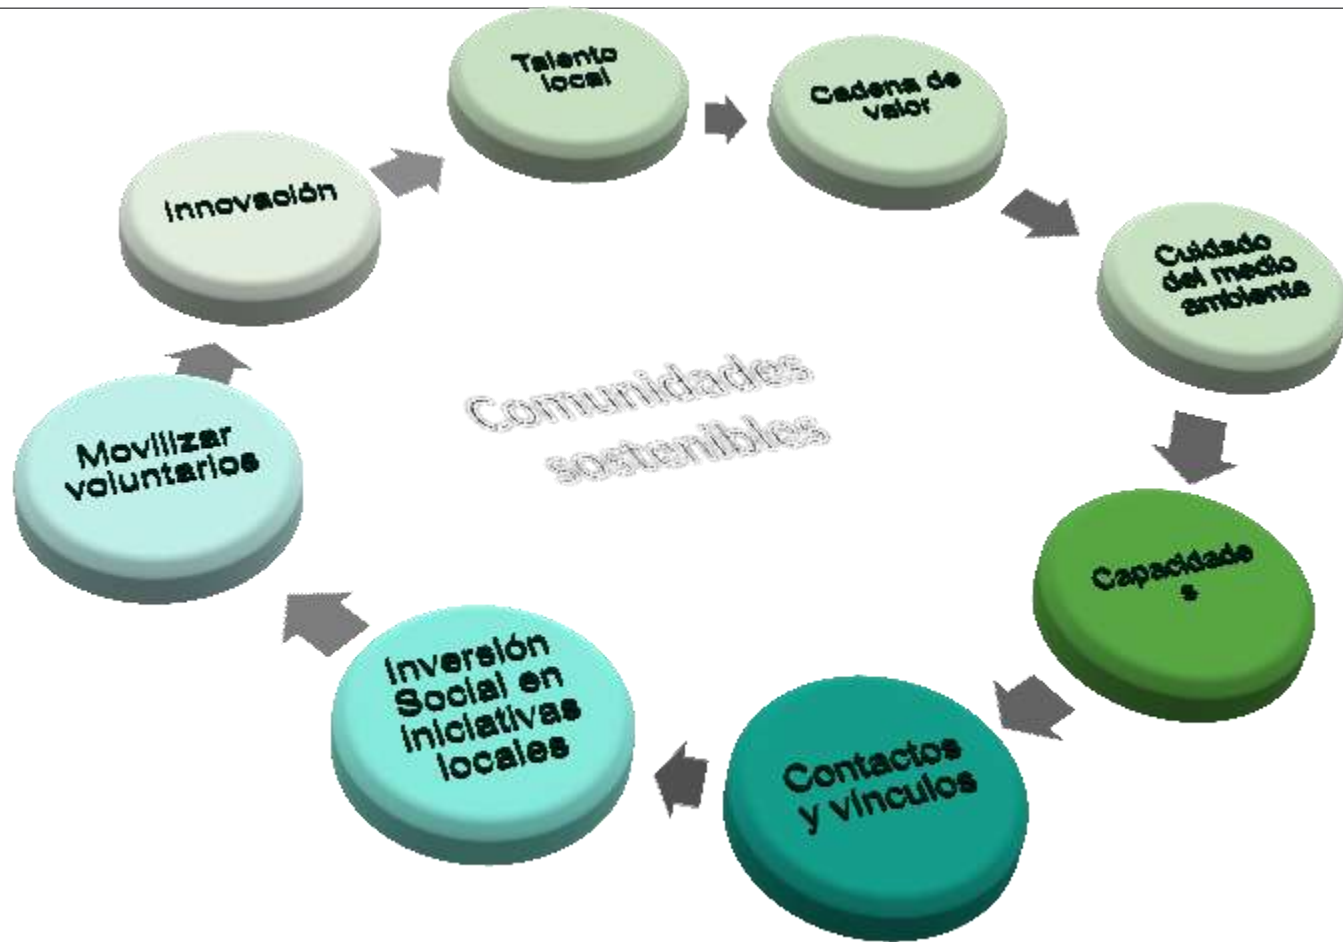 Talento
local
Cadena de
valor
Cuidado
del medio
ambiente
Capacidade
s
Contactos
y vínculos
Inversión
Social en
iniciativas
locales
Movilizar
voluntarios
Innovación
Comunidades
sostenibles